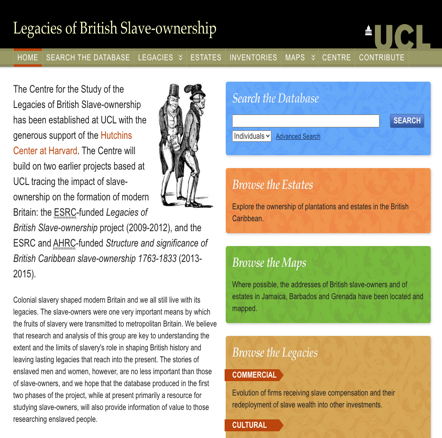 Legacies of British Slave-ownership
UCL
HOME SEARCH THE DATABASE LEGACIES ESTATES INVENTORIES MAPS CENTRE CONTRIBUTE
The Centre for the Study of the
Legacies of British Slave-ownership
has been established at UCL with the
generous support of the Hutchins
Center at Harvard. The Centre will
build on two earlier projects based at
UCL tracing the impact of slave-
ownership on the formation of modern
Britain: the ESRC-funded Legacies of
British Slave-ownership project (2009-2012), and the
ESRC and AHRC-funded Structure and significance of
British Caribbean slave-ownership 1763-1833 (2013-
2015).
Colonial slavery shaped modern Britain and we all still live with its
legacies. The slave-owners were one very important means by which
the fruits of slavery were transmitted to metropolitan Britain. We believe
that research and analysis of this group are key to understanding the
extent and the limits of slavery's role in shaping British history and
leaving lasting legacies that reach into the present. The stories of
enslaved men and women, however, are no less important than those
of slave-owners, and we hope that the database produced in the first
two phases of the project, while at present primarily a resource for
studying slave-owners, will also provide information of value to those
researching enslaved people.
Search the Database
SEARCH
Individuals Advanced Search
Browse the Estates
Explore the ownership of plantations and estates in the British
Caribbean.
Browse the Maps
Where possible, the addresses of British slave-owners and of
estates in Jamaica, Barbados and Grenada have been located and
mapped.
Browse the Legacies
COMMERCIAL
Evolution of firms receiving slave compensation and their
redeployment of slave wealth into other investments.
CULTURAL